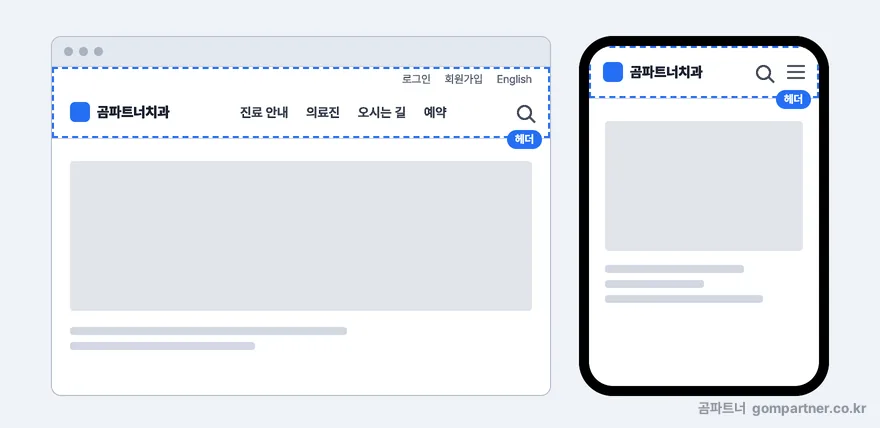 로그인 회원가입 English
곰파트너치과 진료 안내 의료진 오시는 길 예약
헤더
곰파트너치과
헤더
곰파트너 gompartner.co.kr